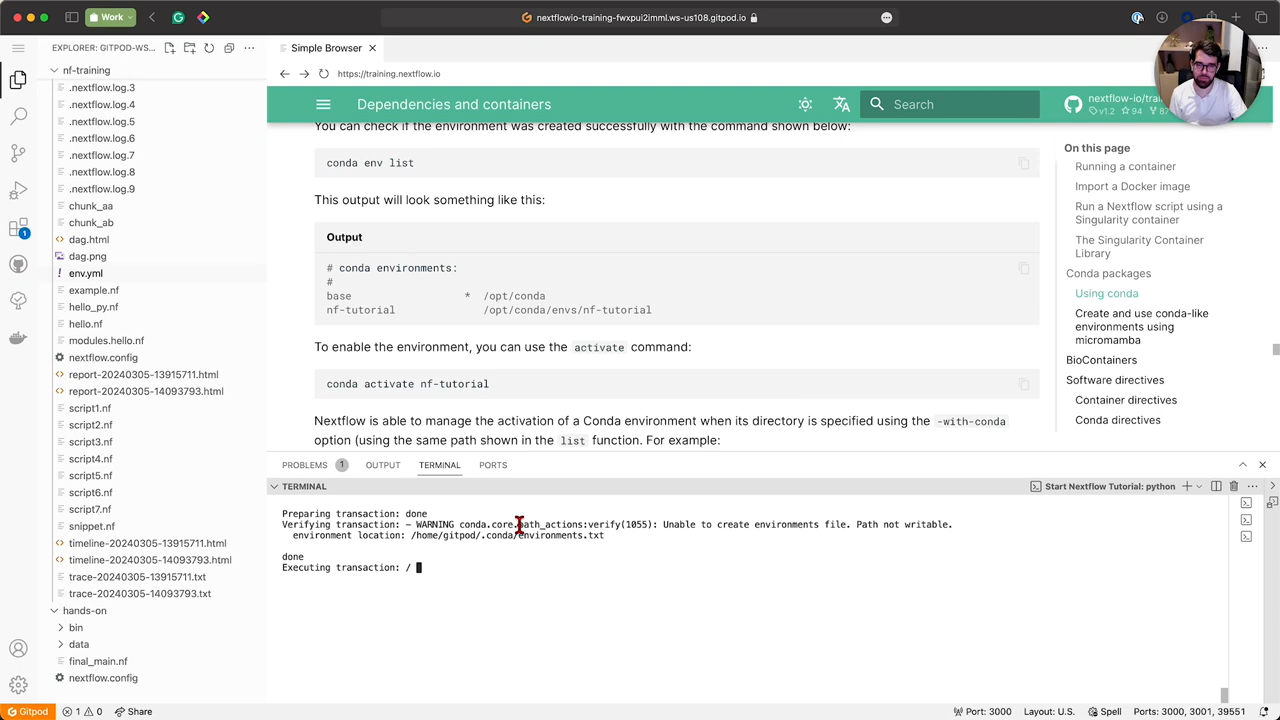 Work
nextflowio-training-fwxpui2imml.ws-us108.gitpod.io
EXPLORER: GITPOD-WS...
nf-training
.nextflow.log.3
.nextflow.log.4
.nextflow.log.5
.nextflow.log.6
.nextflow.log.7
.nextflow.log.8
.nextflow.log.9
chunk_aa
chunk_ab
dag.html
dag.png
env.yml
example.nf
hello_py.nf
hello.nf
modules.hello.nf
nextflow.config
report-20240305-13915711.html
report-20240305-14093793.html
script1.nf
script2.nf
script3.nf
script4.nf
script5.nf
script6.nf
script7.nf
snippet.nf
timeline-20240305-13915711.html
timeline-20240305-14093793.html
trace-20240305-13915711.txt
trace-20240305-14093793.txt
hands-on
bin
data
final_main.nf
nextflow.config
1
Simple Browser
https://training.nextflow.io
Dependencies and containers
Search
nextflow-io/trai
v1.2 94 87
You can check if the environment was created successfully with the command shown below:
conda env list
This output will look something like this:
Output
# conda environments:
#
base * /opt/conda
nf-tutorial /opt/conda/envs/nf-tutorial
To enable the environment, you can use the activate command:
conda activate nf-tutorial
Nextflow is able to manage the activation of a Conda environment when its directory is specified using the -with-conda
option (using the same path shown in the list function. For example:
On this page
Running a container
Import a Docker image
Run a Nextflow script using a
Singularity container
The Singularity Container
Library
Conda packages
Using conda
Create and use conda-like
environments using
micromamba
BioContainers
Software directives
Container directives
Conda directives
PROBLEMS 1 OUTPUT TERMINAL PORTS
TERMINAL
Start Nextflow Tutorial: python
Preparing transaction: done
Verifying transaction: - WARNING conda.core.path_actions:verify(1055): Unable to create environments file. Path not writable.
environment location: /home/gitpod/.conda/environments.txt
done
Executing transaction: /
Gitpod 1 0 Share
Port: 3000 Layout: U.S. Spell Ports: 3000, 3001, 39551